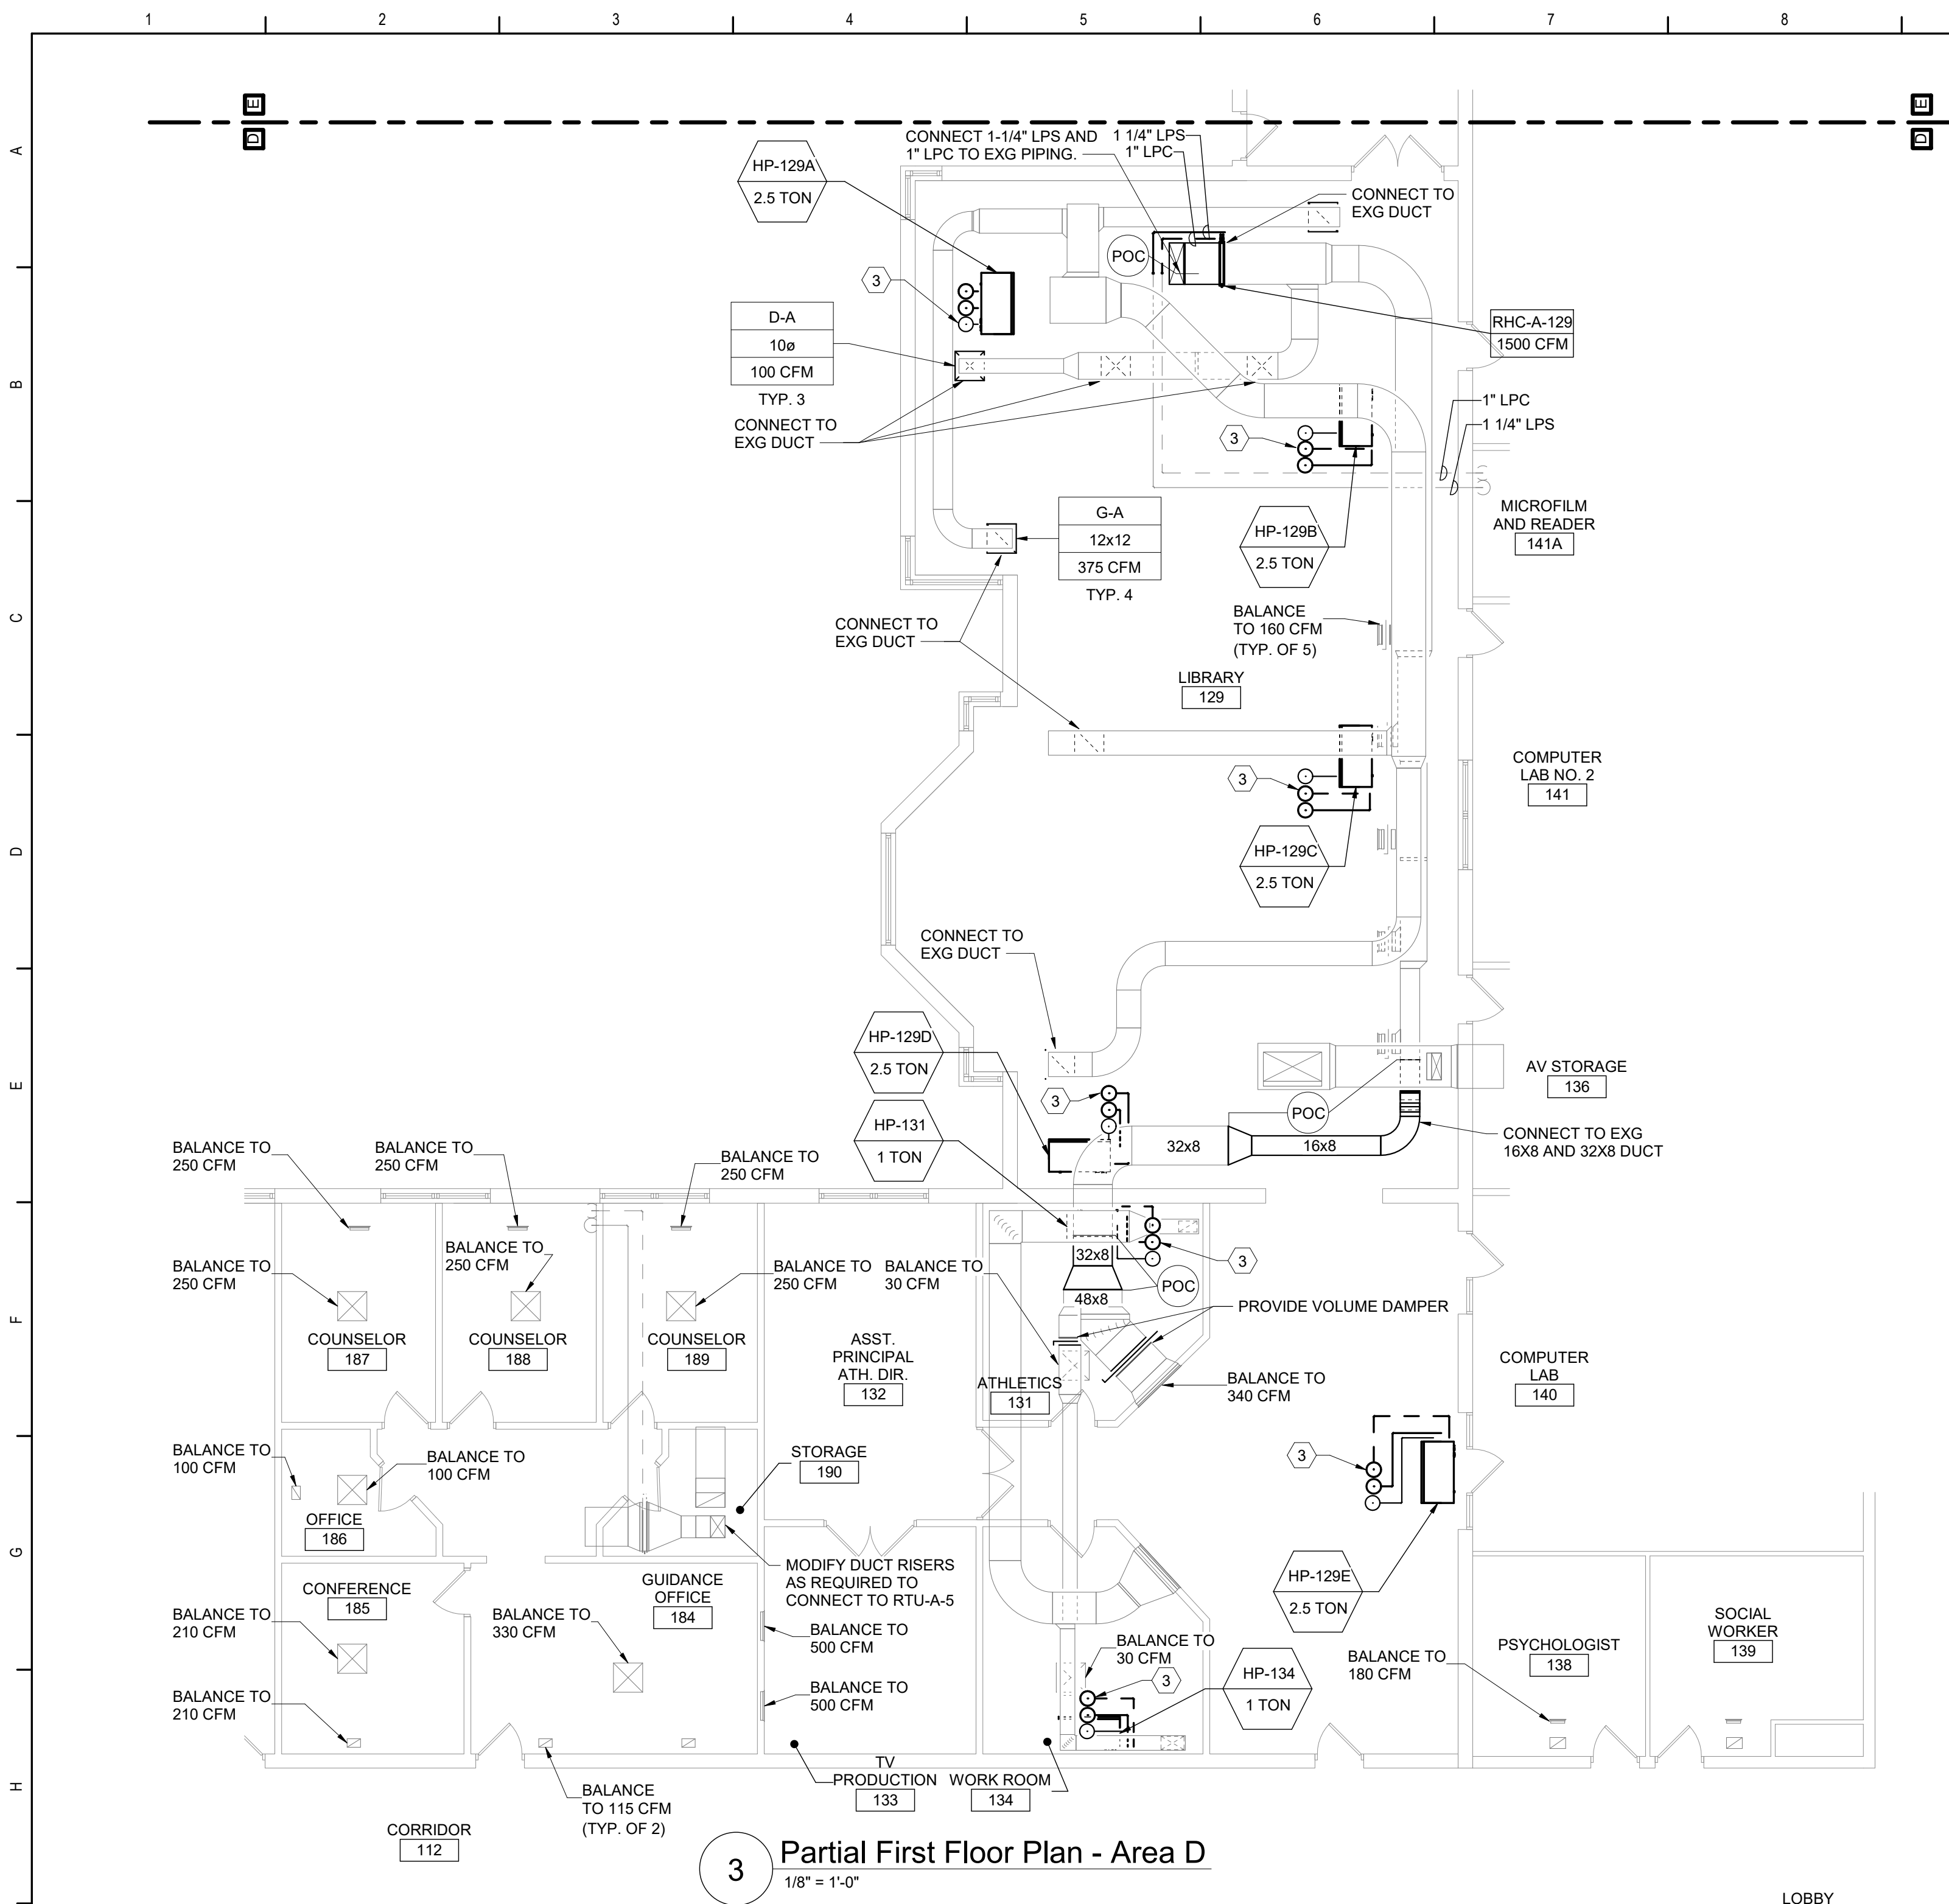 1 2 3 4 5 6 7 8
A
B
C
D
E
F
G
H
E
D
E
D
CONNECT 1-1/4" LPS AND
1" LPC TO EXG PIPING.
1 1/4" LPS
1" LPC
HP-129A
2.5 TON
CONNECT TO
EXG DUCT
POC
3
D-A
10ø
100 CFM
TYP. 3
RHC-A-129
1500 CFM
CONNECT TO
EXG DUCT
1" LPC
1 1/4" LPS
3
G-A
12x12
375 CFM
TYP. 4
HP-129B
2.5 TON
MICROFILM
AND READER
141A
CONNECT TO
EXG DUCT
BALANCE
TO 160 CFM
(TYP. OF 5)
LIBRARY
129
3
COMPUTER
LAB NO. 2
141
HP-129C
2.5 TON
CONNECT TO
EXG DUCT
HP-129D
2.5 TON
AV STORAGE
136
3
POC
HP-131
1 TON
32x8
16x8
CONNECT TO EXG
16X8 AND 32X8 DUCT
BALANCE TO
250 CFM
BALANCE TO
250 CFM
BALANCE TO
250 CFM
BALANCE TO
250 CFM
BALANCE TO
250 CFM
BALANCE TO
250 CFM
BALANCE TO
30 CFM
32x8
3
POC
48x8
PROVIDE VOLUME DAMPER
COUNSELOR
187
COUNSELOR
188
COUNSELOR
189
ASST.
PRINCIPAL
ATH. DIR.
132
ATHLETICS
131
BALANCE TO
340 CFM
COMPUTER
LAB
140
BALANCE TO
100 CFM
BALANCE TO
100 CFM
STORAGE
190
3
OFFICE
186
MODIFY DUCT RISERS
AS REQUIRED TO
CONNECT TO RTU-A-5
HP-129E
2.5 TON
CONFERENCE
185
GUIDANCE
OFFICE
184
BALANCE TO
210 CFM
BALANCE TO
330 CFM
BALANCE TO
500 CFM
BALANCE TO
30 CFM
3
HP-134
1 TON
BALANCE TO
180 CFM
PSYCHOLOGIST
138
SOCIAL
WORKER
139
BALANCE TO
210 CFM
BALANCE TO
500 CFM
BALANCE
TO 115 CFM
(TYP. OF 2)
TV
PRODUCTION
133
WORK ROOM
134
CORRIDOR
112
3
Partial First Floor Plan - Area D
1/8" = 1'-0"
LOBBY